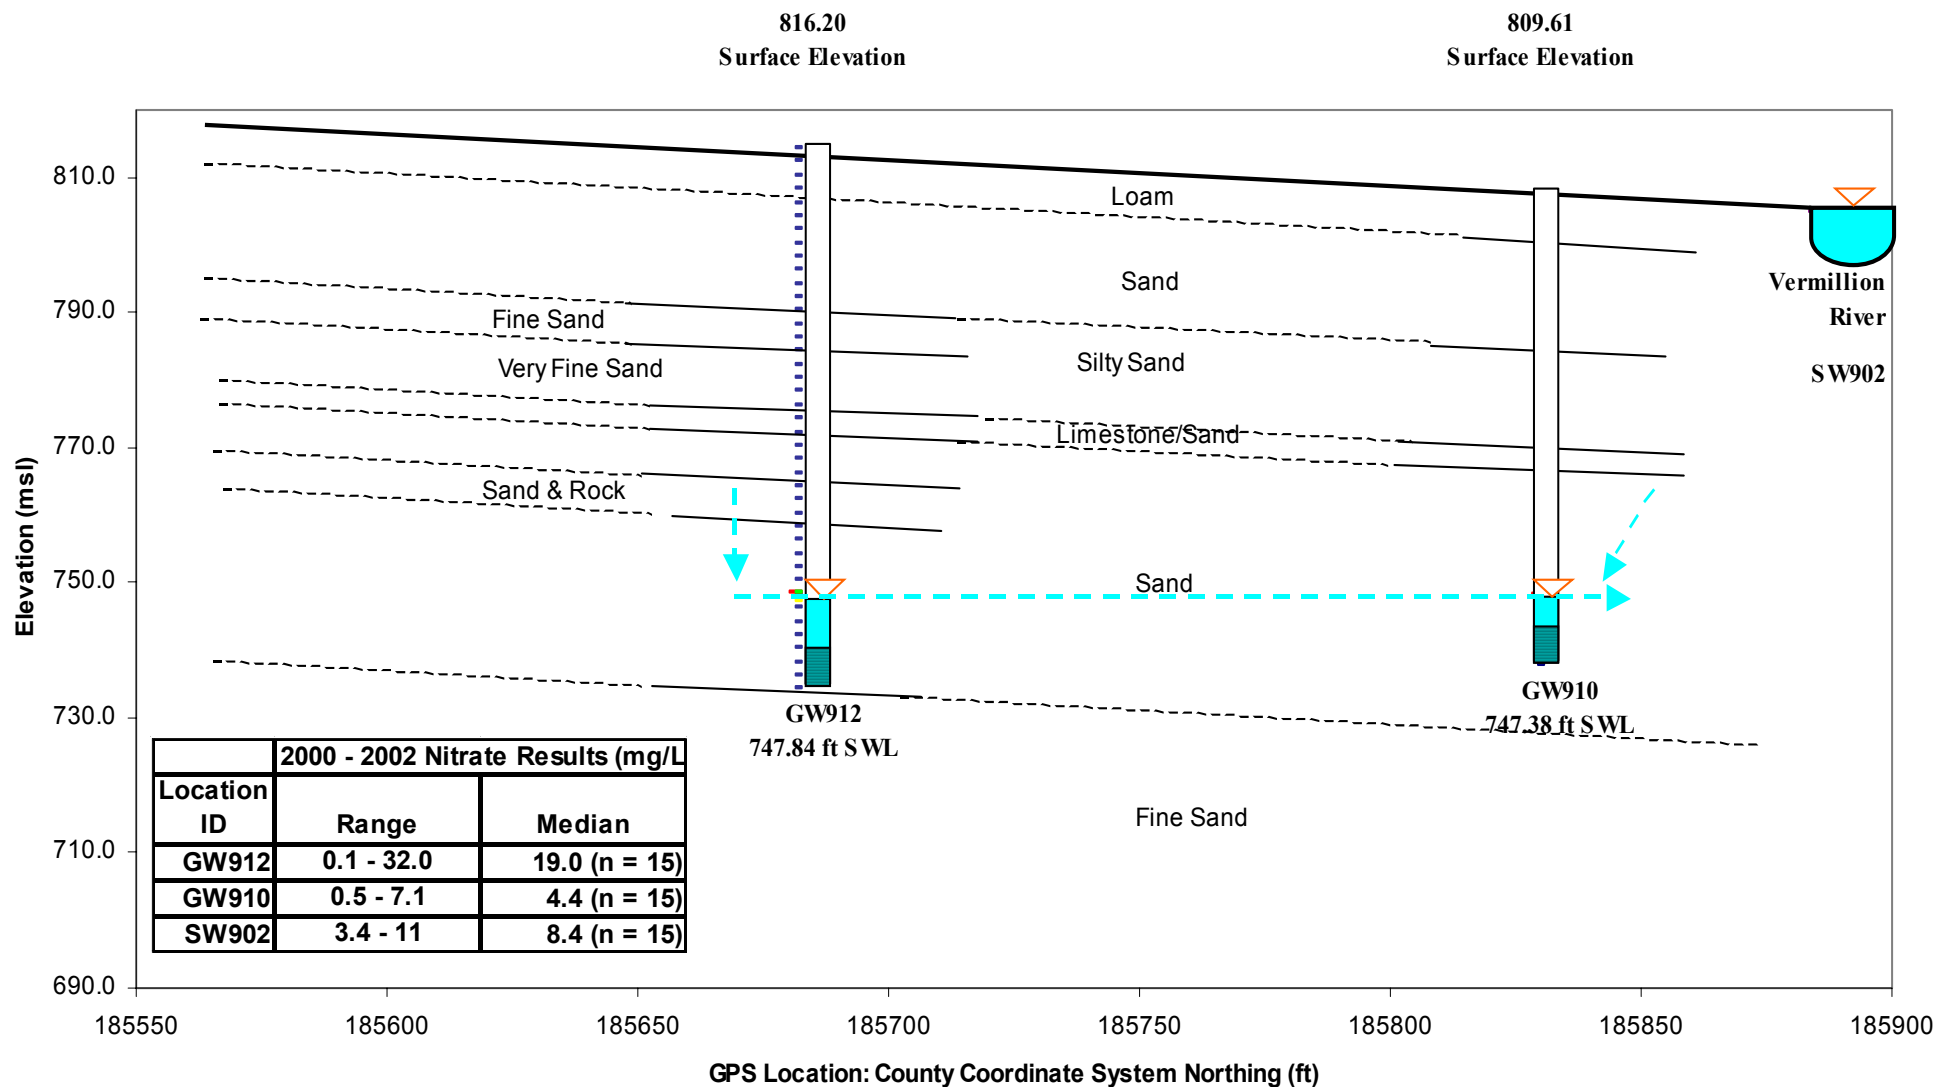 816.20
Surface Elevation
809.61
Surface Elevation
810.0
790.0
770.0
750.0
730.0
710.0
690.0
Elevation (msl)
Loam
Sand
Fine Sand
Very Fine Sand
Silty Sand
Limestone/Sand
Sand & Rock
Sand
Fine Sand
Vermillion
River
SW902
GW912
747.84 ft SWL
GW910
747.38 ft SWL
2000 - 2002 Nitrate Results (mg/L
Location
ID Range Median
GW912 0.1 - 32.0 19.0 (n = 15)
GW910 0.5 - 7.1 4.4 (n = 15)
SW902 3.4 - 11 8.4 (n = 15)
185550 185600 185650 185700 185750 185800 185850 185900
GPS Location: County Coordinate System Northing (ft)